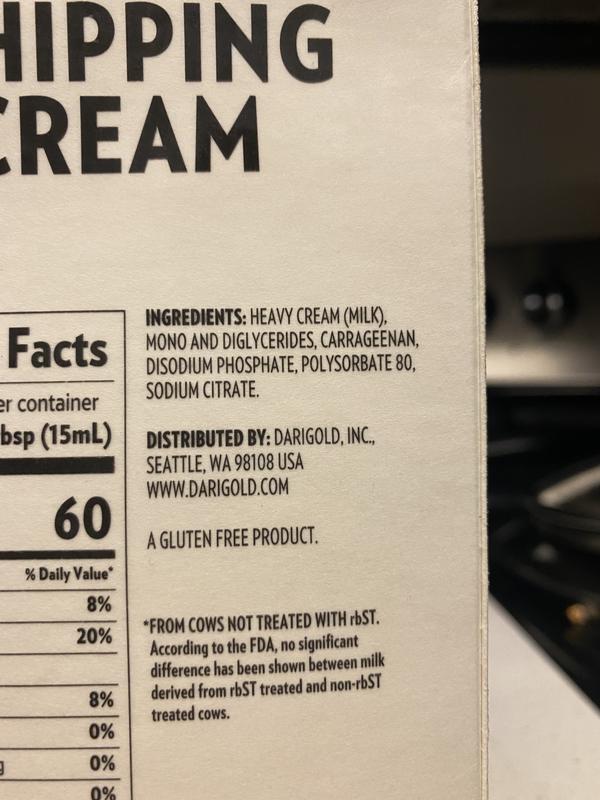 HIPPING
CREAM
Facts
er container
bsp (15mL)
60
% Daily Value*
8%
20%
8%
0%
g 0%
0%
INGREDIENTS: HEAVY CREAM (MILK),
MONO AND DIGLYCERIDES, CARRAGEENAN,
DISODIUM PHOSPHATE, POLYSORBATE 80,
SODIUM CITRATE.
DISTRIBUTED BY: DARIGOLD, INC.,
SEATTLE, WA 98108 USA
WWW.DARIGOLD.COM
A GLUTEN FREE PRODUCT.
*FROM COWS NOT TREATED WITH rbST.
According to the FDA, no significant
difference has been shown between milk
derived from rbST treated and non-rbST
treated cows.